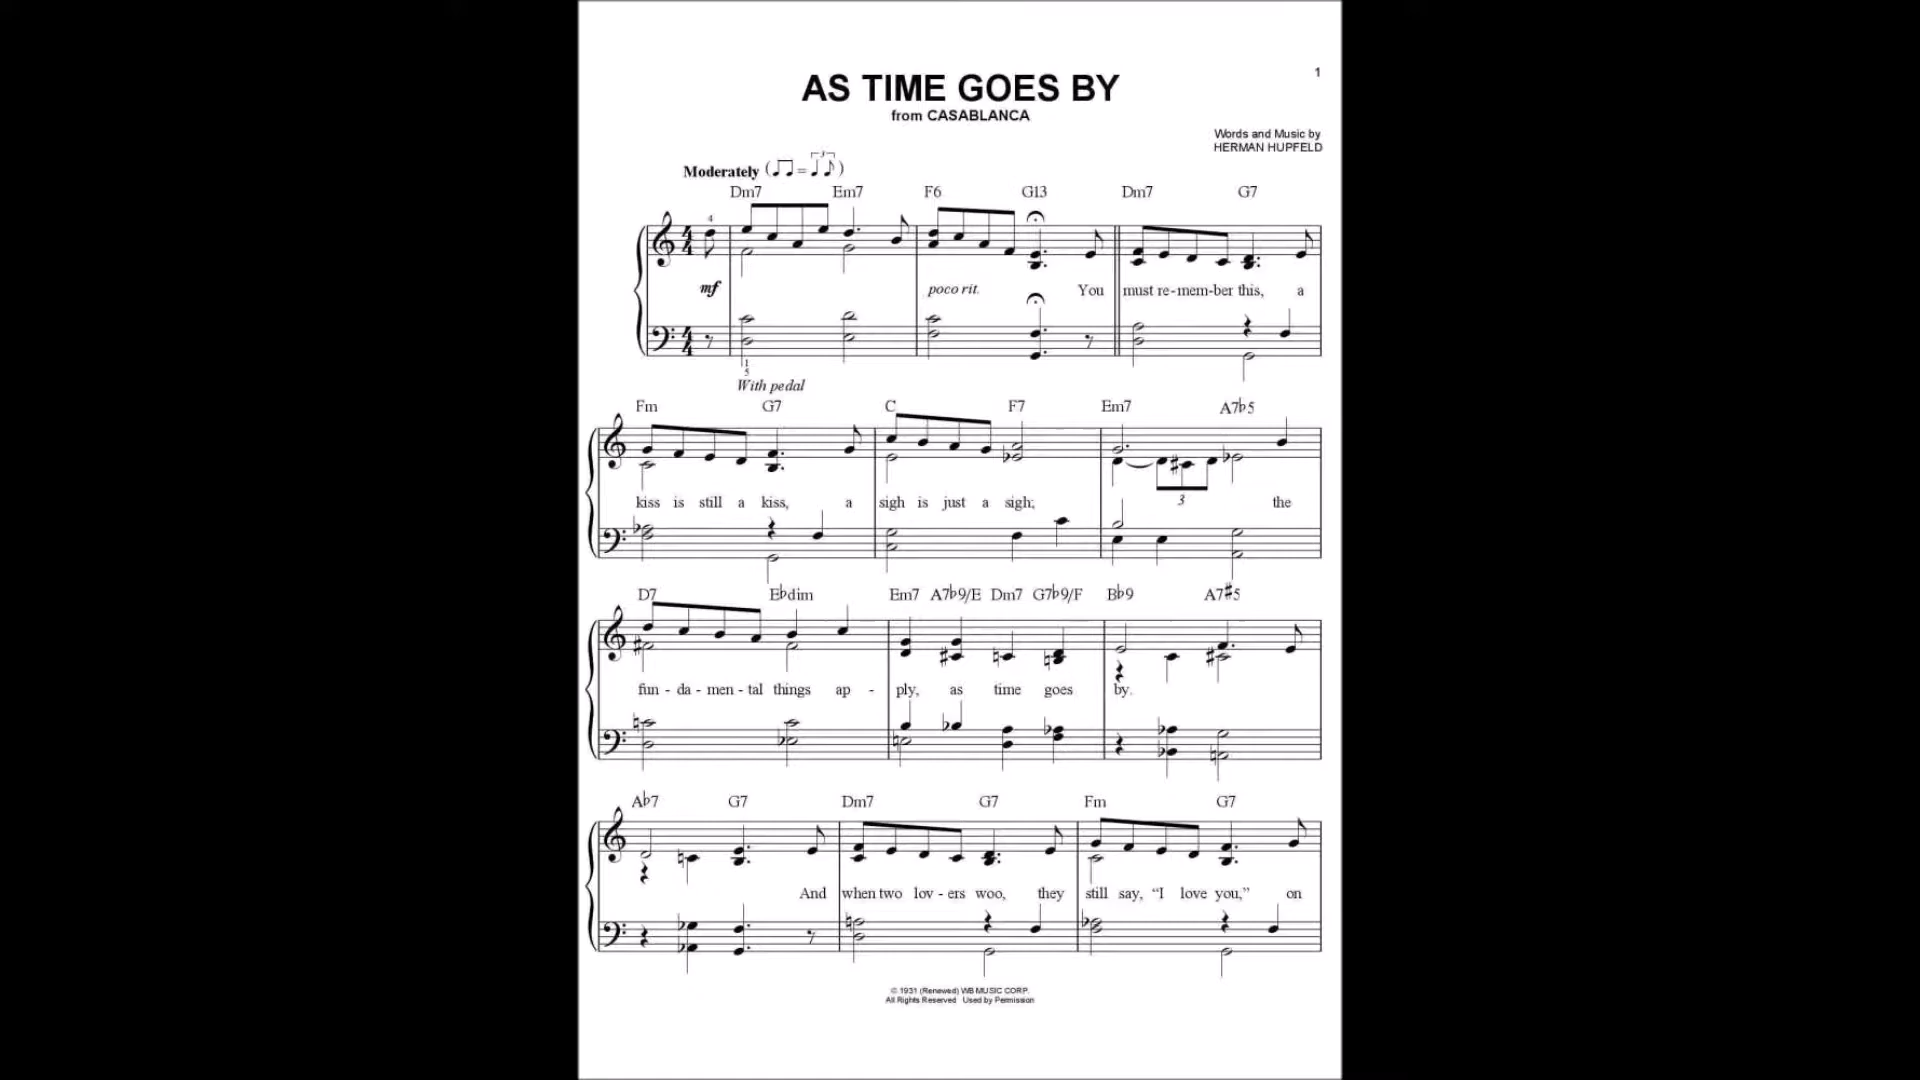 1
AS TIME GOES BY
from CASABLANCA
Words and Music by
HERMAN HUPFELD
Moderately
3
Dm7 Em7 F6 G13 Dm7 G7
4
mf
poco rit.
You must re-mem-ber this, a
1
5
With pedal
Fm G7 C F7 Em7 A7♭5
3
kiss is still a kiss, a sigh is just a sigh; the
D7 E♭dim Em7 A7♭9/E Dm7 G7♭9/F B♭9 A7♯5
fun - da - men - tal things ap - ply, as time goes by.
A♭7 G7 Dm7 G7 Fm G7
And when two lov - ers woo, they still say, “I love you,” on
© 1931 (Renewed) WB MUSIC CORP.
All Rights Reserved Used by Permission